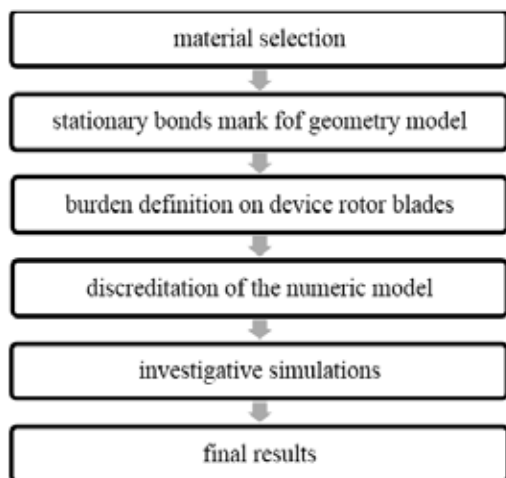 material selection
stationary bonds mark fof geometry model
burden definition on device rotor blades
discreditation of the numeric model
investigative simulations
final results